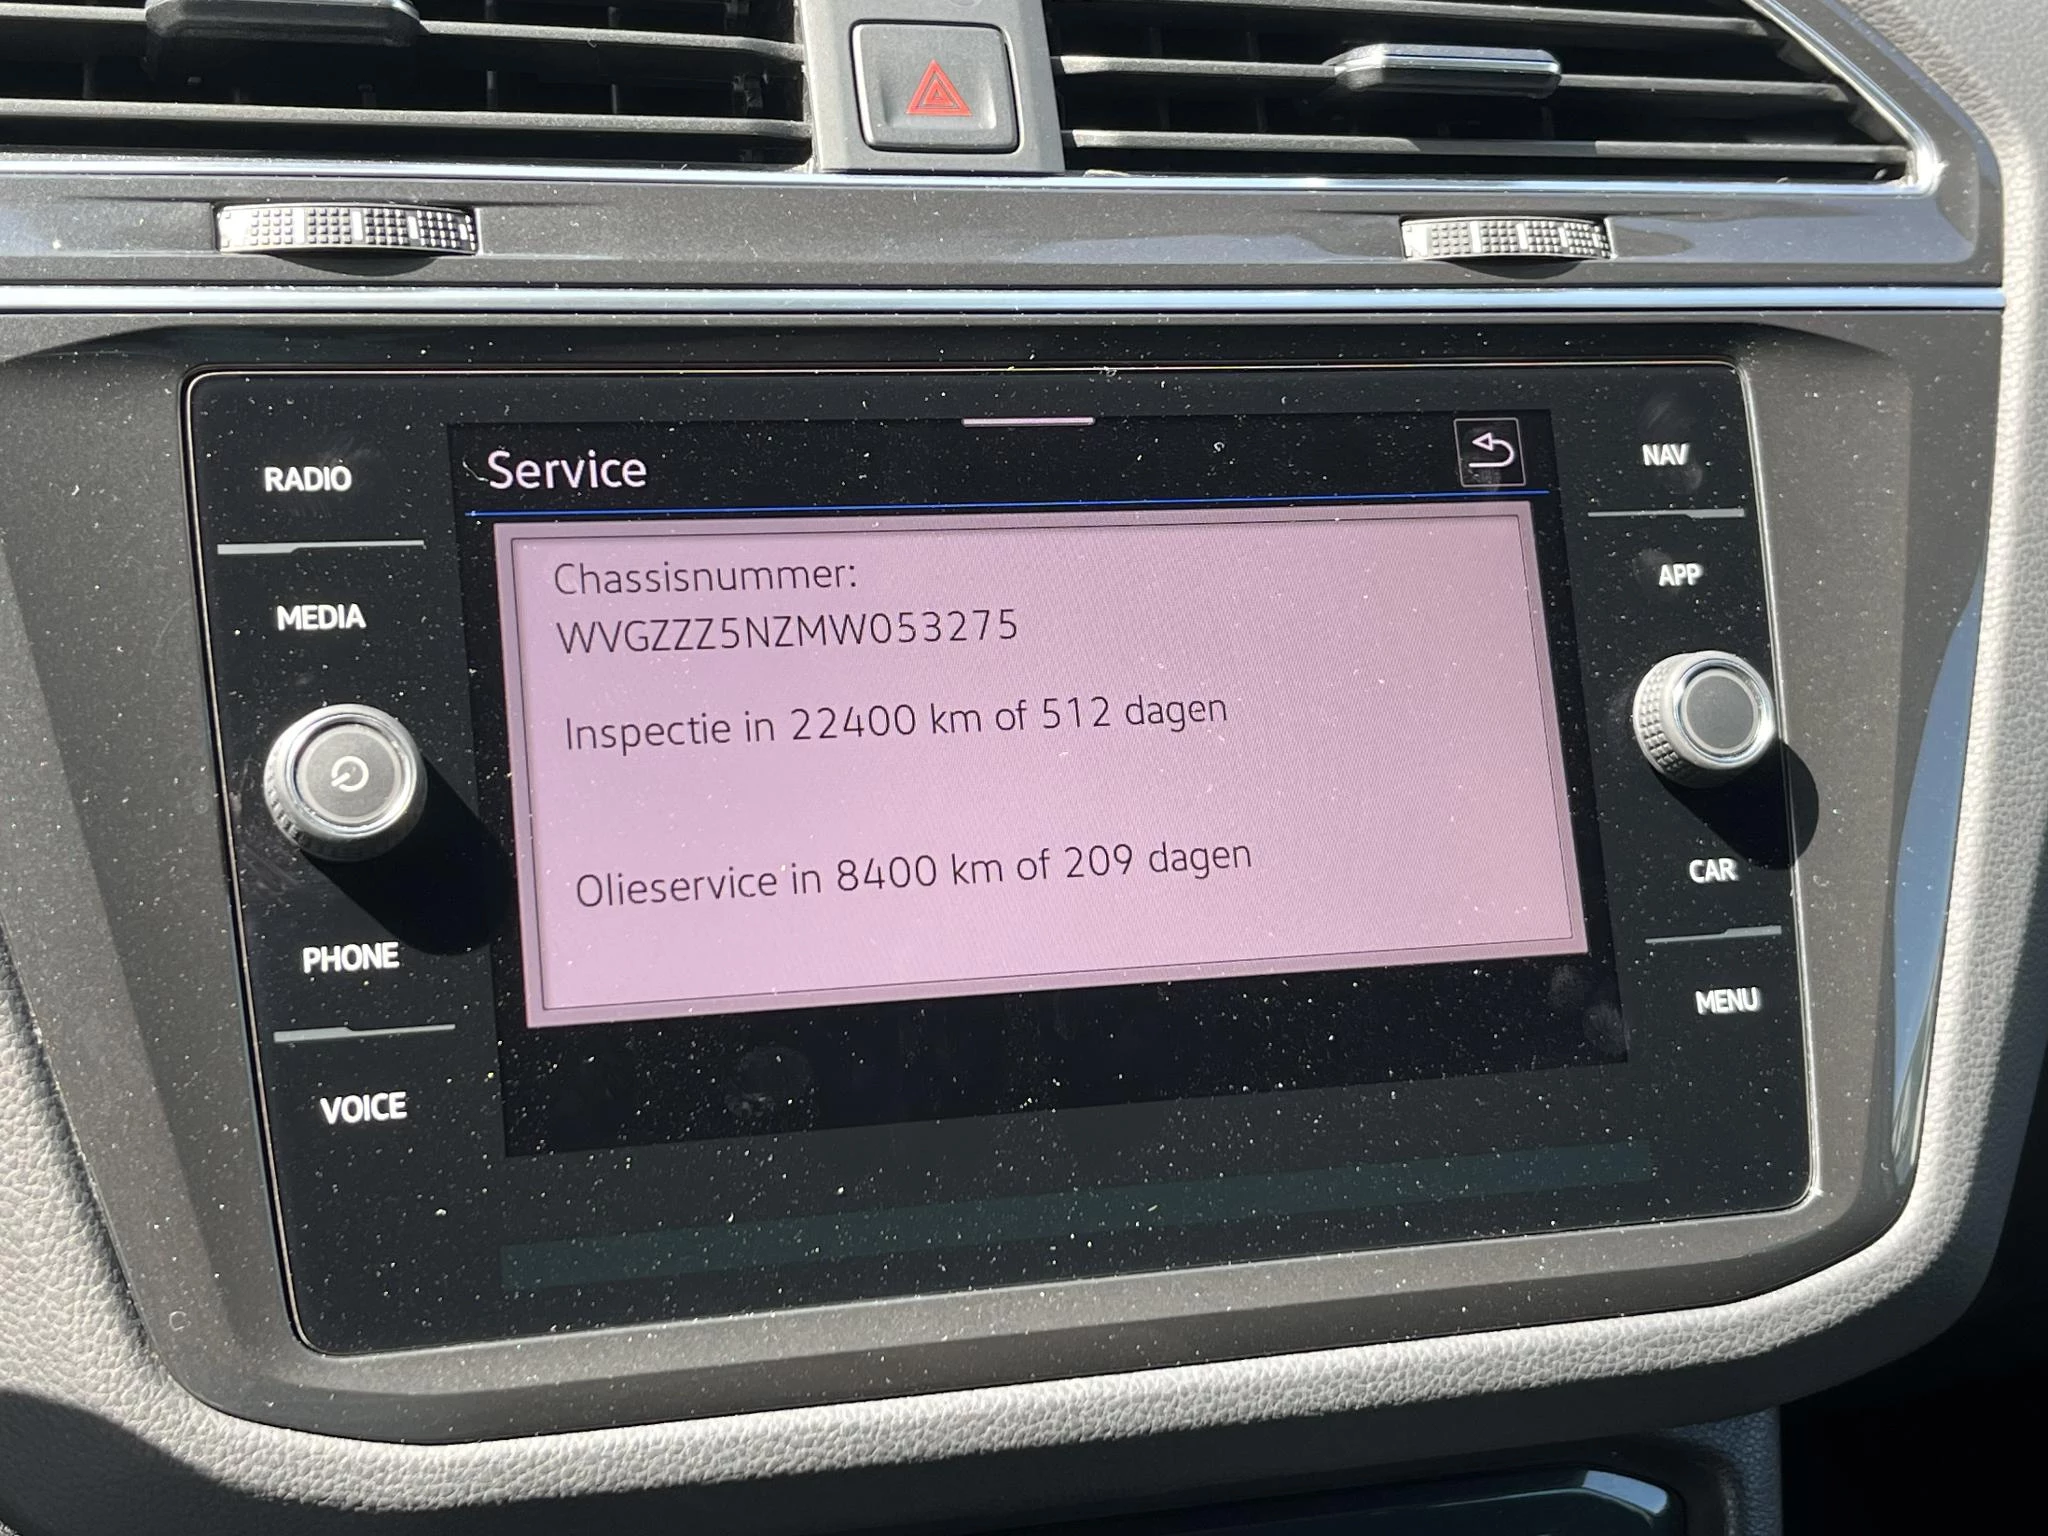 Service
RADIO
MEDIA
PHONE
VOICE
Chassisnummer:
WVGZZZ5NZMW053275
Inspectie in 22400 km of 512 dagen
Olieservice in 8400 km of 209 dagen
NAV
APP
CAR
MENU